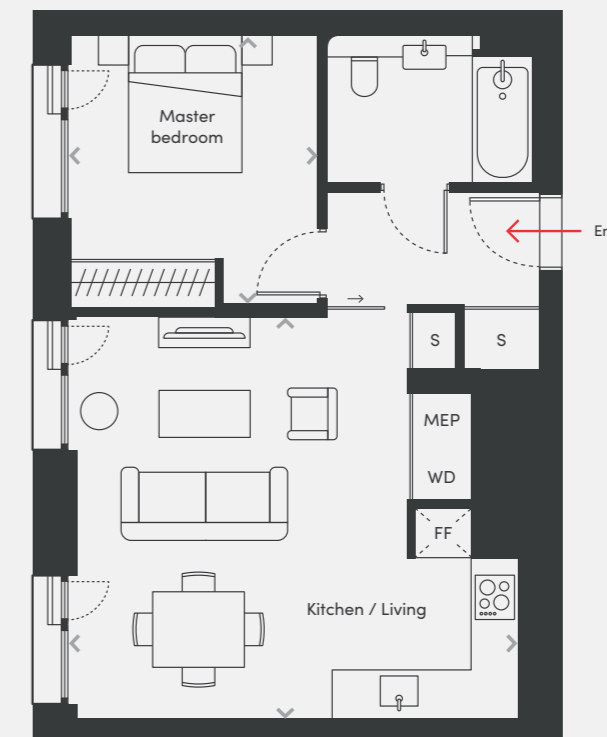 Master
bedroom
En
S
S
MEP
WD
FF
Kitchen / Living